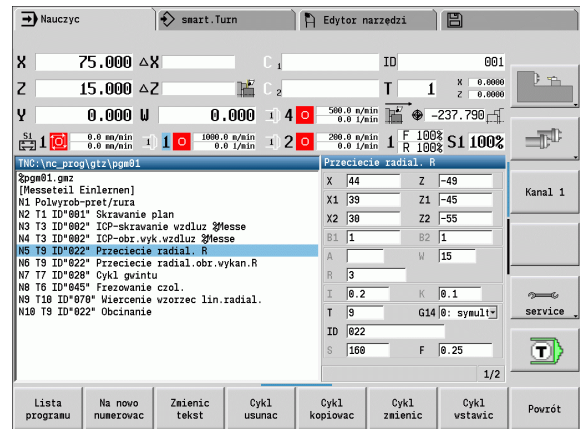 Nauczyc smart.Turn Edytor narzędzi
X 75.000 △X C 1 ID 001
Z 15.000 △Z C 2 T 1 X 0.0000 Z 0.0000
Y 0.000 W 0.000 4 0 500.0 m/min 0.0 1/min -237.790
S1 1 0.0 mm/min 0.0 m/min 1 0 1000.0 m/min 0.0 1/min 2 0 200.0 m/min 0.0 1/min 1 F 100% R 100% S1 100%
TNC:\nc_prog\gtz\pgm01
%pgm01.gmz
[Messeteil Einlernen]
N1 Polwyrob-pret/rura
N2 T1 ID"001" Skrawanie plan
N3 T3 ID"002" ICP-skrawanie wzdluz %Messe
N4 T3 ID"002" ICP-obr.wyk.wzdluz %Messe
N5 T9 ID"022" Przeciecie radial. R
N6 T9 ID"022" Przeciecie radial.obr.wykan.R
N7 T7 ID"028" Cykl gwintu
N8 T6 ID"045" Frezowanie czol.
N9 T10 ID"070" Wiercenie wzorzec lin.radial.
N10 T9 ID"022" Obcinanie
Przeciecie radial. R
X 44 Z -49
X1 39 Z1 -45
X2 30 Z2 -55
B1 1 B2 1
A W 15
R 3
I 0.2 K 0.1
T 9 G14 0: symult
ID 022
S 160 F 0.25
1/2
Kanal 1
service
T
Lista programu
Na novo numerovac
Zmienic tekst
Cykl usunac
Cykl kopiovac
Cykl zmienic
Cykl vstavic
Powrót